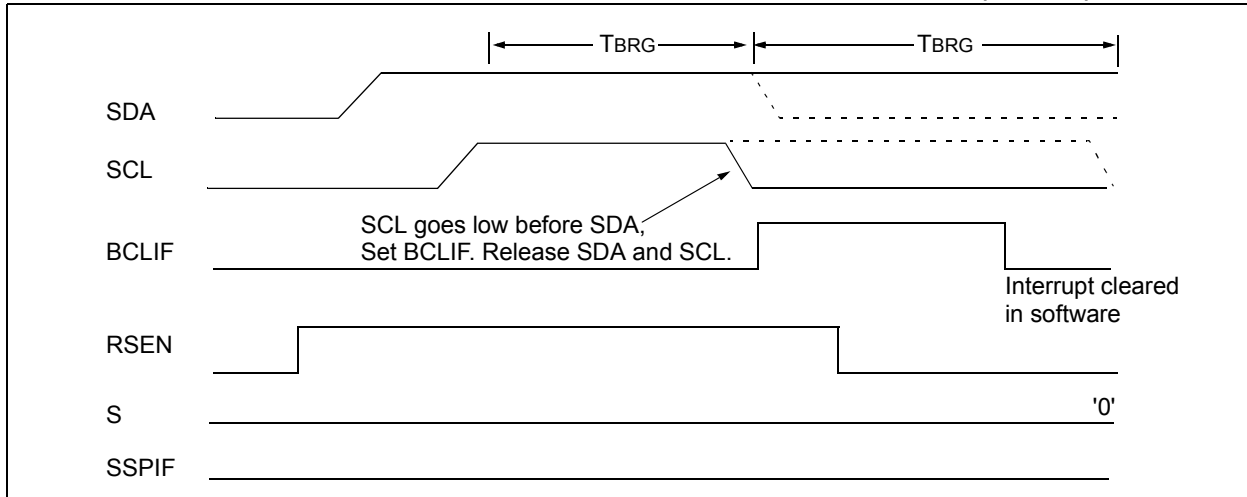 TBRG
TBRG
SDA
SCL
SCL goes low before SDA,
Set BCLIF. Release SDA and SCL.
BCLIF
Interrupt cleared
in software
RSEN
S
'0'
SSPIF